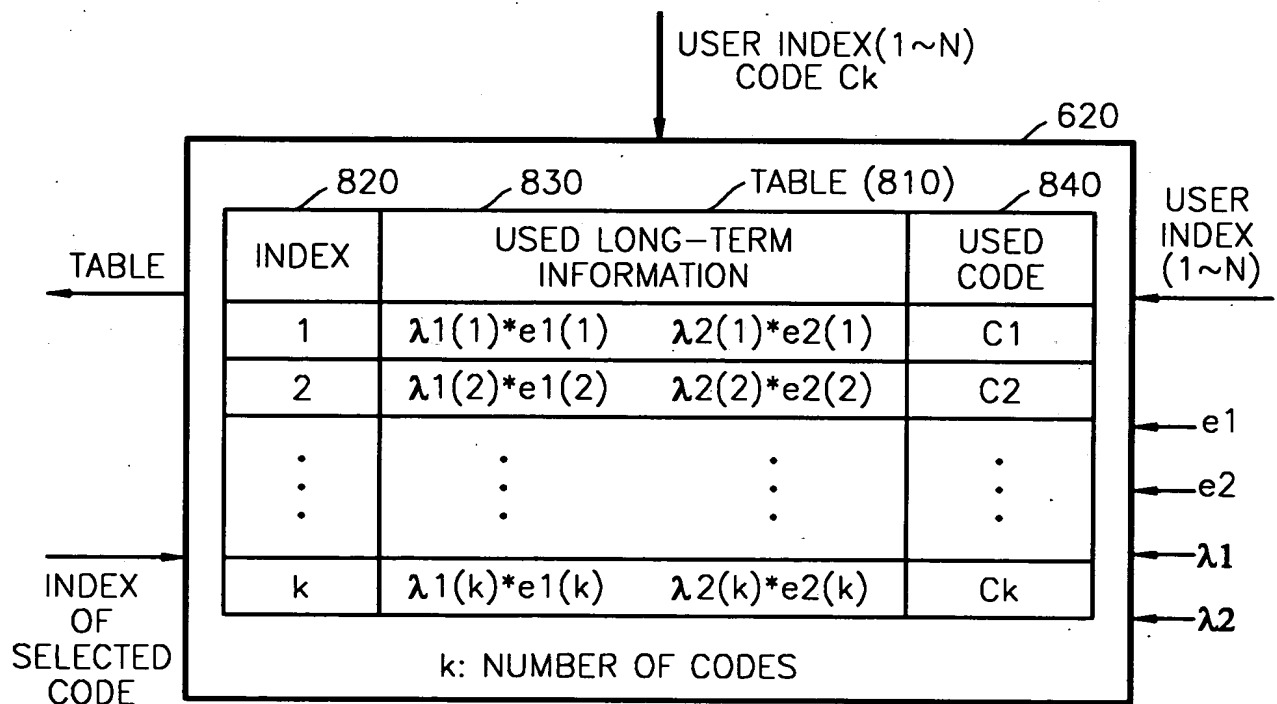 USER INDEX(1~N)
CODE Ck
620
820 830 TABLE (810) 840
INDEX USED LONG-TERM INFORMATION USED CODE
1 λ1(1)*e1(1) λ2(1)*e2(1) C1
2 λ1(2)*e1(2) λ2(2)*e2(2) C2
k λ1(k)*e1(k) λ2(k)*e2(k) Ck
k: NUMBER OF CODES
TABLE
INDEX
OF
SELECTED
CODE
USER
INDEX
(1~N)
e1
e2
λ1
λ2